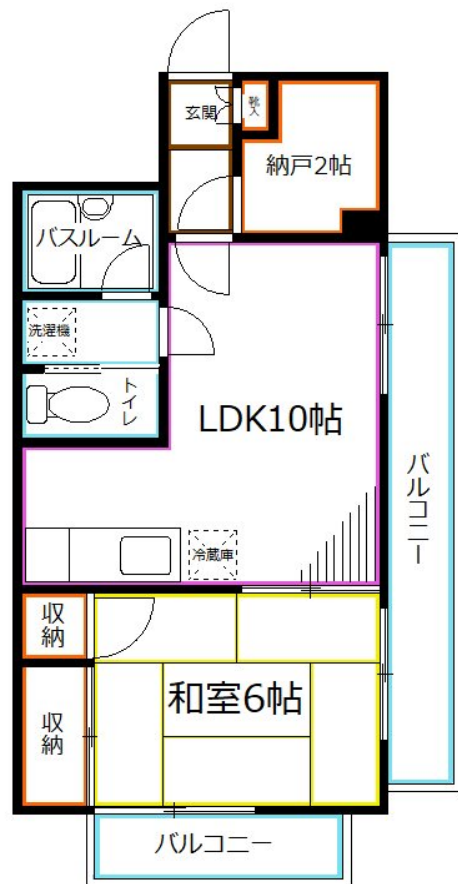 玄関
靴入
納戸2帖
バスルーム
洗濯機
トイレ
LDK10帖
バルコニー
冷蔵庫
収納
和室6帖
収納
バルコニー